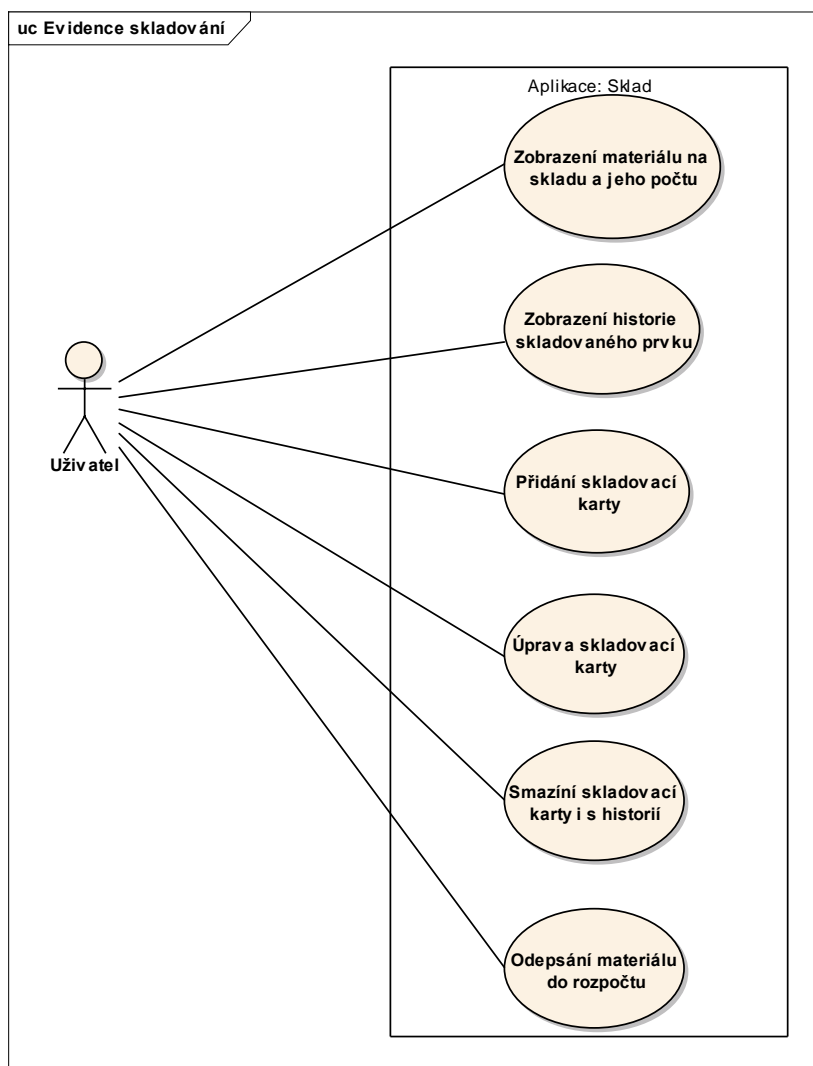 uc Evidence skladování
Aplikace: Sklad
Zobrazení materiálu na
skladu a jeho počtu
Zobrazení historie
skladovaného prvku
Přidání skladovací
karty
Uživatel
Úprava skladovací
karty
Smazíní skladovací
karty i s historií
Odepsání materiálu
do rozpočtu